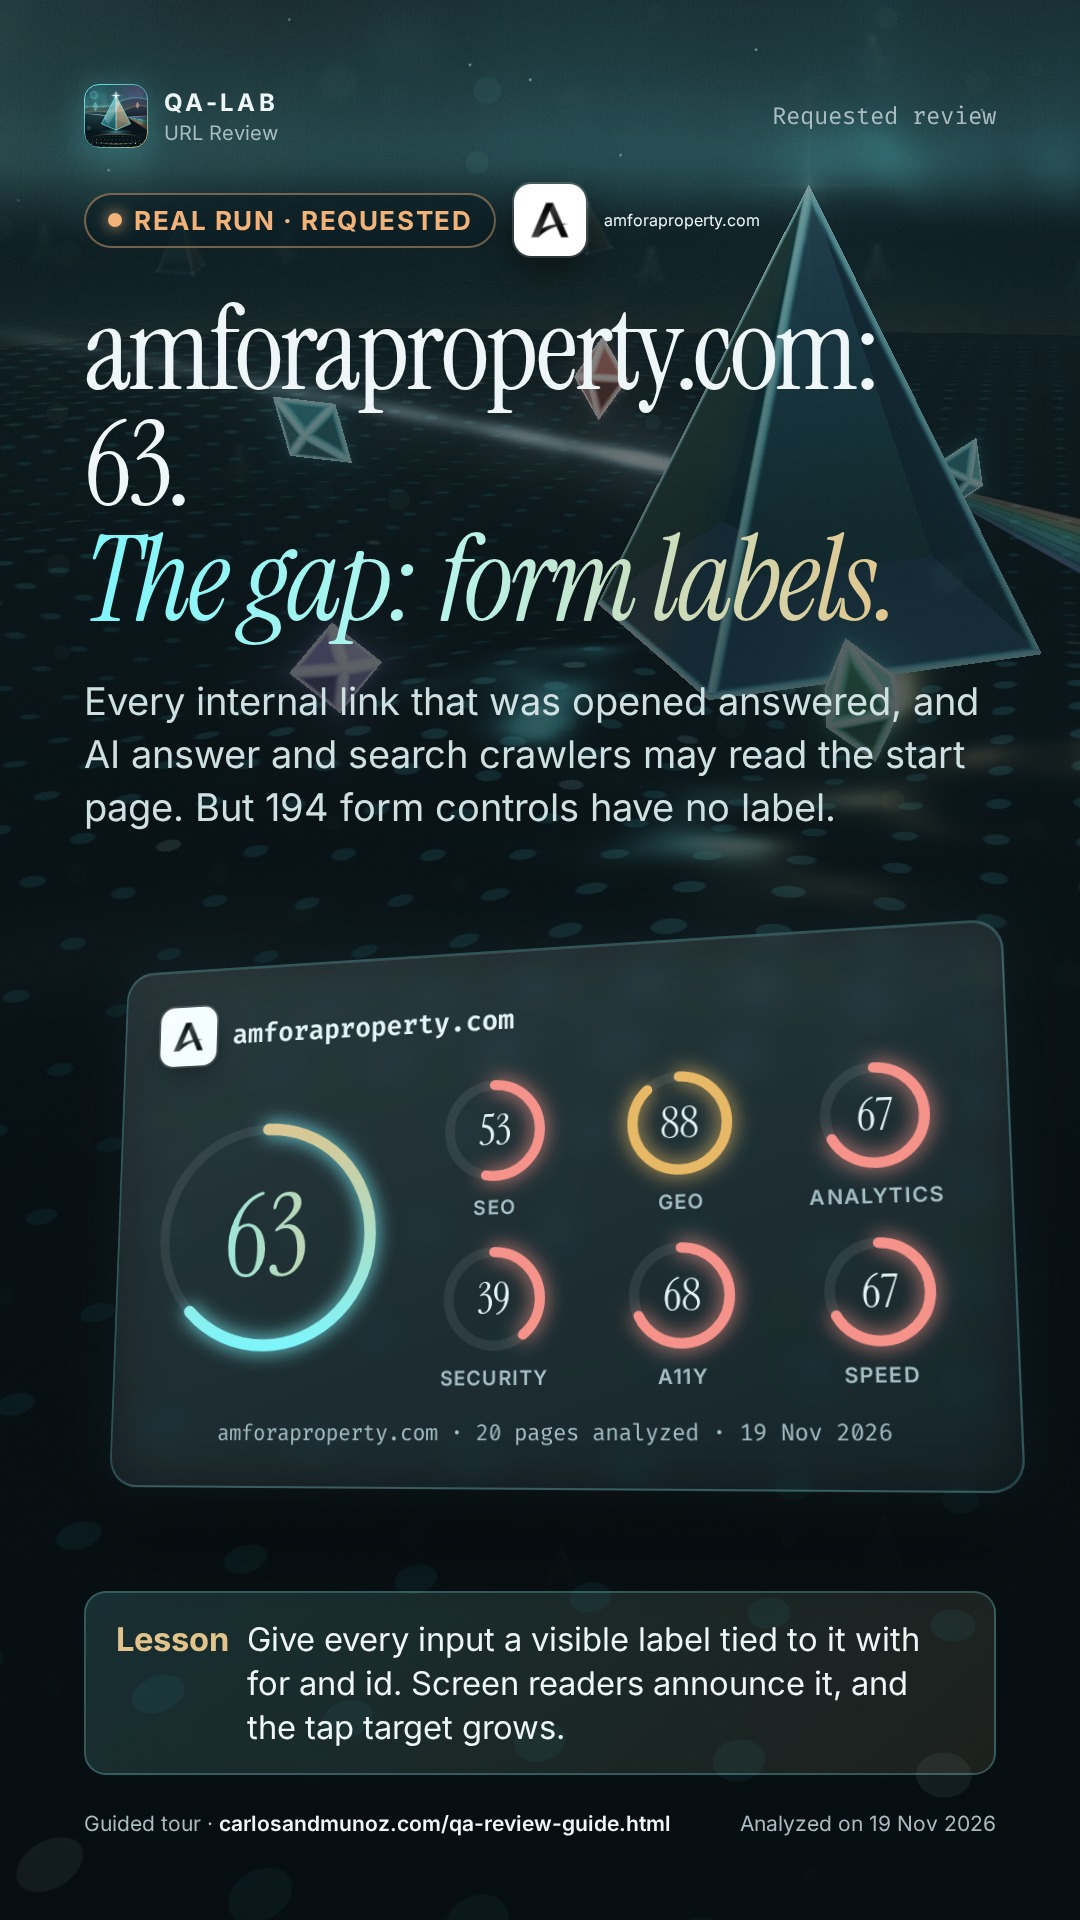 QA-LAB
URL Review
Requested review
REAL RUN · REQUESTED
amforaproperty.com
amforaproperty.com:
63.
The gap: form labels.
Every internal link that was opened answered, and
AI answer and search crawlers may read the start
page. But 194 form controls have no label.
amforaproperty.com
63
53
SEO
88
GEO
67
ANALYTICS
39
SECURITY
68
A11Y
67
SPEED
amforaproperty.com · 20 pages analyzed · 19 Nov 2026
Lesson Give every input a visible label tied to it with
for and id. Screen readers announce it, and
the tap target grows.
Guided tour · carlosandmunoz.com/qa-review-guide.html
Analyzed on 19 Nov 2026